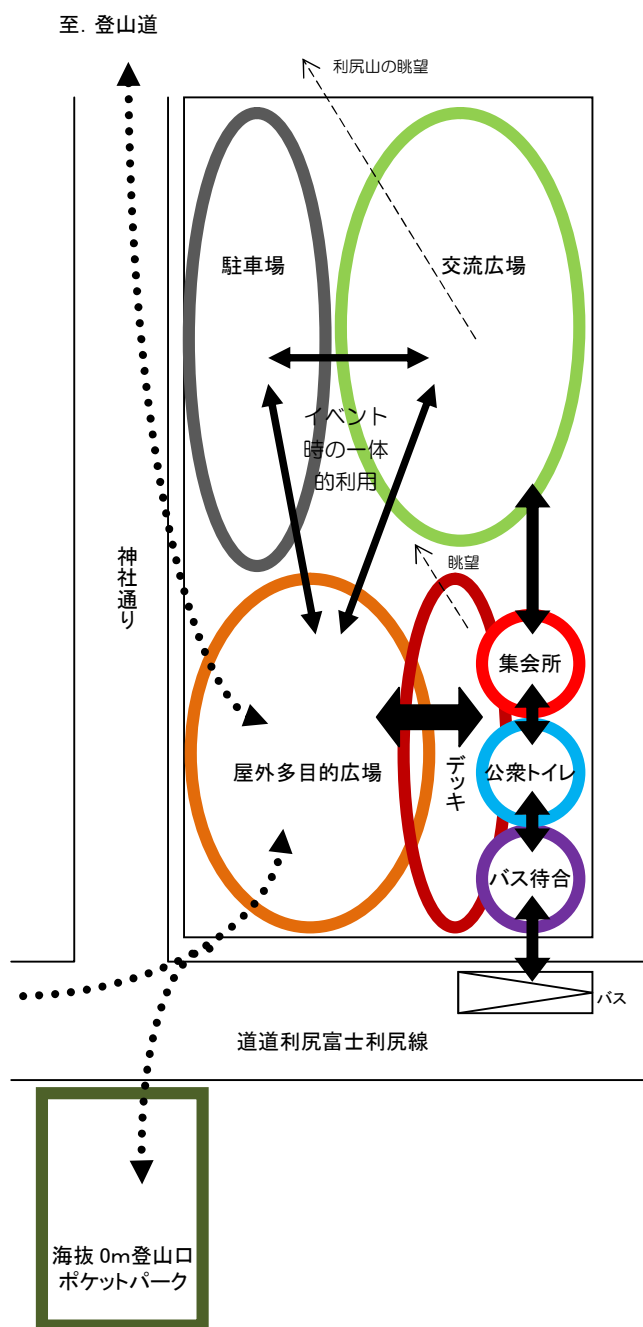 至．登山道
利尻山の眺望
駐車場
交流広場
イベント
時の一体
的利用
神社通り
眺望
集会所
屋外多目的広場
デッキ
公衆トイレ
バス待合
バス
道道利尻富士利尻線
海抜 0m登山口
ポケットパーク